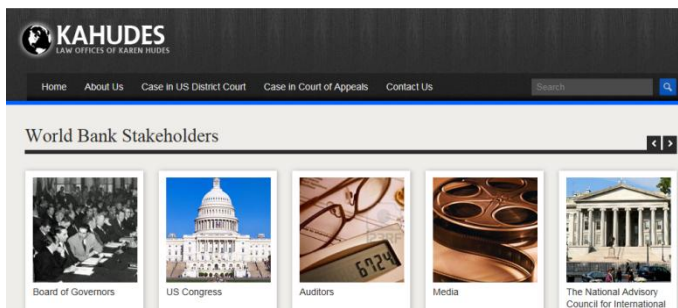 KAHUDES
LAW OFFICES OF KAREN HUDES
Home About Us Case in US District Court Case in Court of Appeals Contact Us Search
World Bank Stakeholders
67.24
Board of Governors US Congress Auditors Media The National Advisory
Council for International